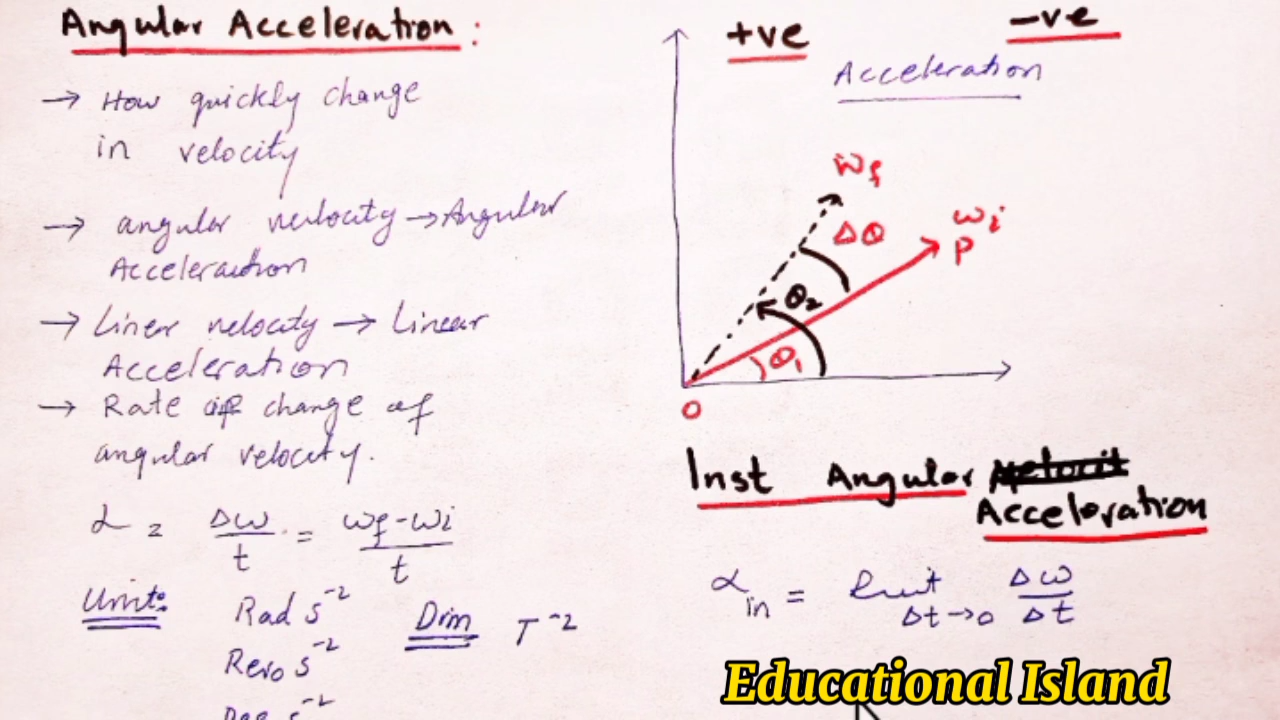 Angular Acceleration :
→ How quickly change
in velocity
→ angular velocity → Angular
Acceleration
→ Linear velocity → Linear
Acceleration
→ Rate of change of
angular velocity.
α = Δω/t = ωf-ωi/t
Unit: Rad s⁻² Dim T⁻²
Revo s⁻²
s⁻²
+ve -ve
Acceleration
ωf
ωi
Δθ
P
θ2
θ1
O
Inst Angular
Acceleration
αin = limit Δt→0 Δω/Δt
Educational Island